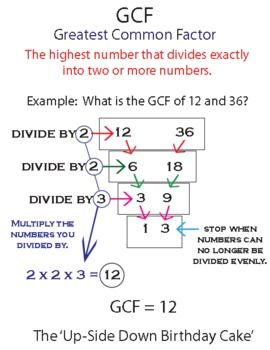 GCF
Greatest Common Factor
The highest number that divides exactly
into two or more numbers.
Example: What is the GCF of 12 and 36?
DIVIDE BY 2 12 36
DIVIDE BY 2 6 18
DIVIDE BY 3 3 9
1 3
MULTIPLY THE
NUMBERS YOU
DIVIDED BY.
STOP WHEN
NUMBERS CAN
NO LONGER BE
DIVIDED EVENLY.
2 x 2 x 3 = 12
GCF = 12
The 'Up-Side Down Birthday Cake'